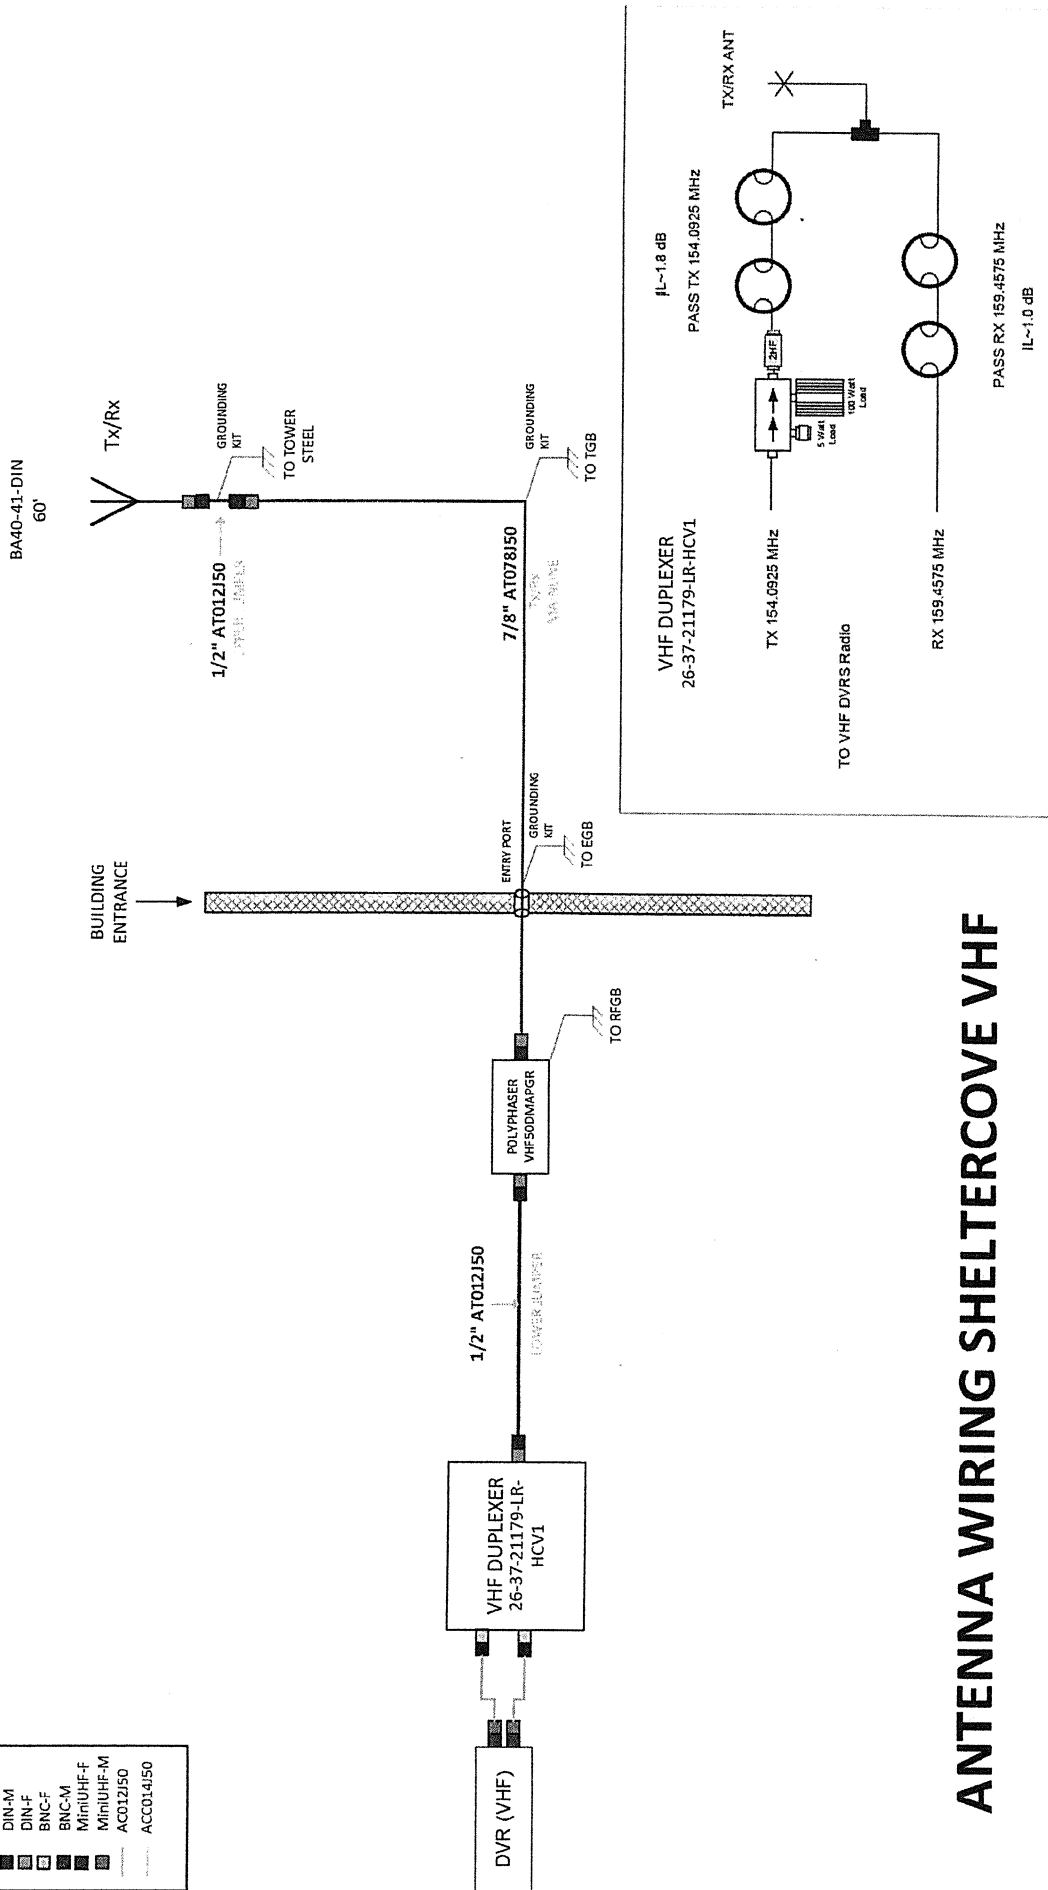 BA40-41-DIN
60'
Tx/Rx
GROUNDING
KIT
TO TOWER
STEEL
1/2" AT012J50
GROUNDING
KIT
TO TGB
7/8" AT078J50
Tx/Rx
BUILDING
ENTRANCE
ENTRY PORT
GROUNDING
KIT
TO EGB
POLYPHASER
VHF50DMAPGR
TO RFGB
1/2" AT012J50
LOWER JUMPER
VHF DUPLEXER
26-37-21179-LR-
HCV1
DVR (VHF)
DIN-M
DIN-F
BNC-F
BNC-M
MiniUHF-F
MiniUHF-M
AC012J50
ACC014J50
VHF DUPLEXER
26-37-21179-LR-HCV1
IL~1.8 dB
PASS TX 154.0925 MHz
TX/RX ANT
2HF
5 Watt
Load
100 Watt
Load
TX 154.0925 MHz
TO VHF DVRS Radio
RX 159.4575 MHz
PASS RX 159.4575 MHz
IL~1.0 dB
ANTENNA WIRING SHELTERCOVE VHF